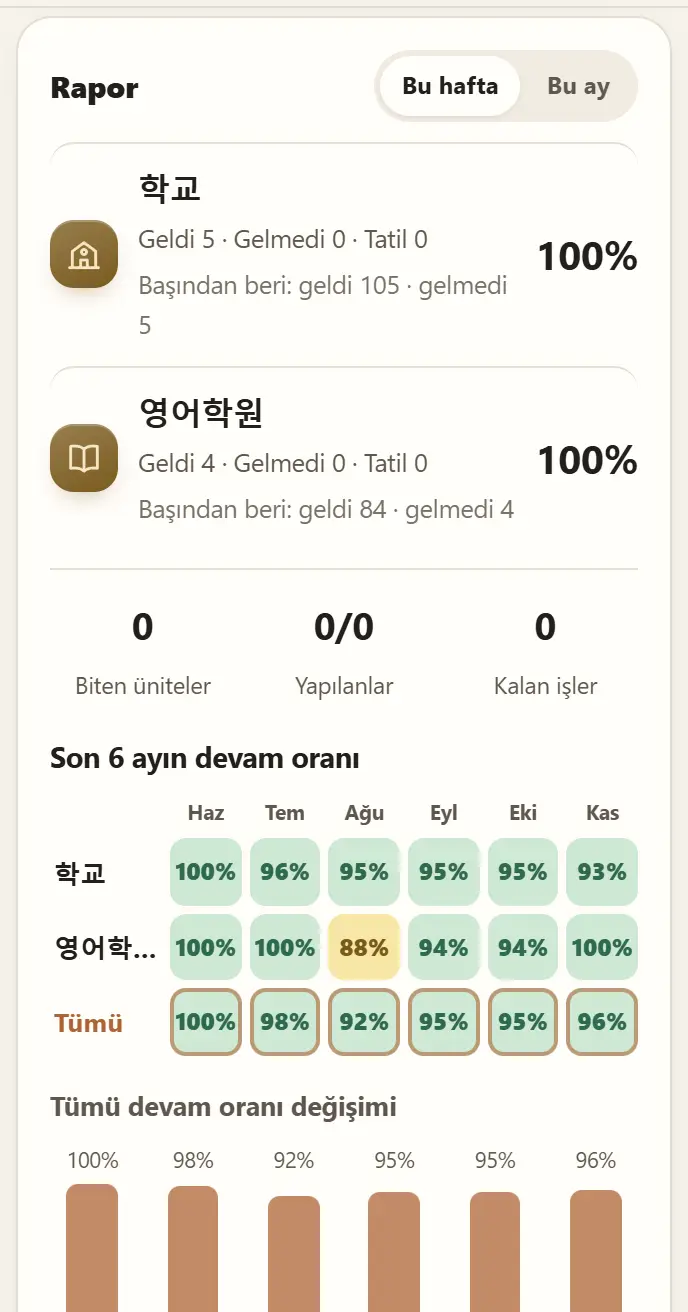 Rapor
Bu hafta
Bu ay
학교
Geldi 5 · Gelmedi 0 · Tatil 0
Başından beri: geldi 105 · gelmedi
5
100%
영어학원
Geldi 4 · Gelmedi 0 · Tatil 0
Başından beri: geldi 84 · gelmedi 4
100%
0 0/0 0
Biten üniteler Yapılanlar Kalan işler
Son 6 ayın devam oranı
Haz Tem Ağu Eyl Eki Kas
학교 100% 96% 95% 95% 95% 93%
영어학... 100% 100% 88% 94% 94% 100%
Tümü 100% 98% 92% 95% 95% 96%
Tümü devam oranı değişimi
100% 98% 92% 95% 95% 96%